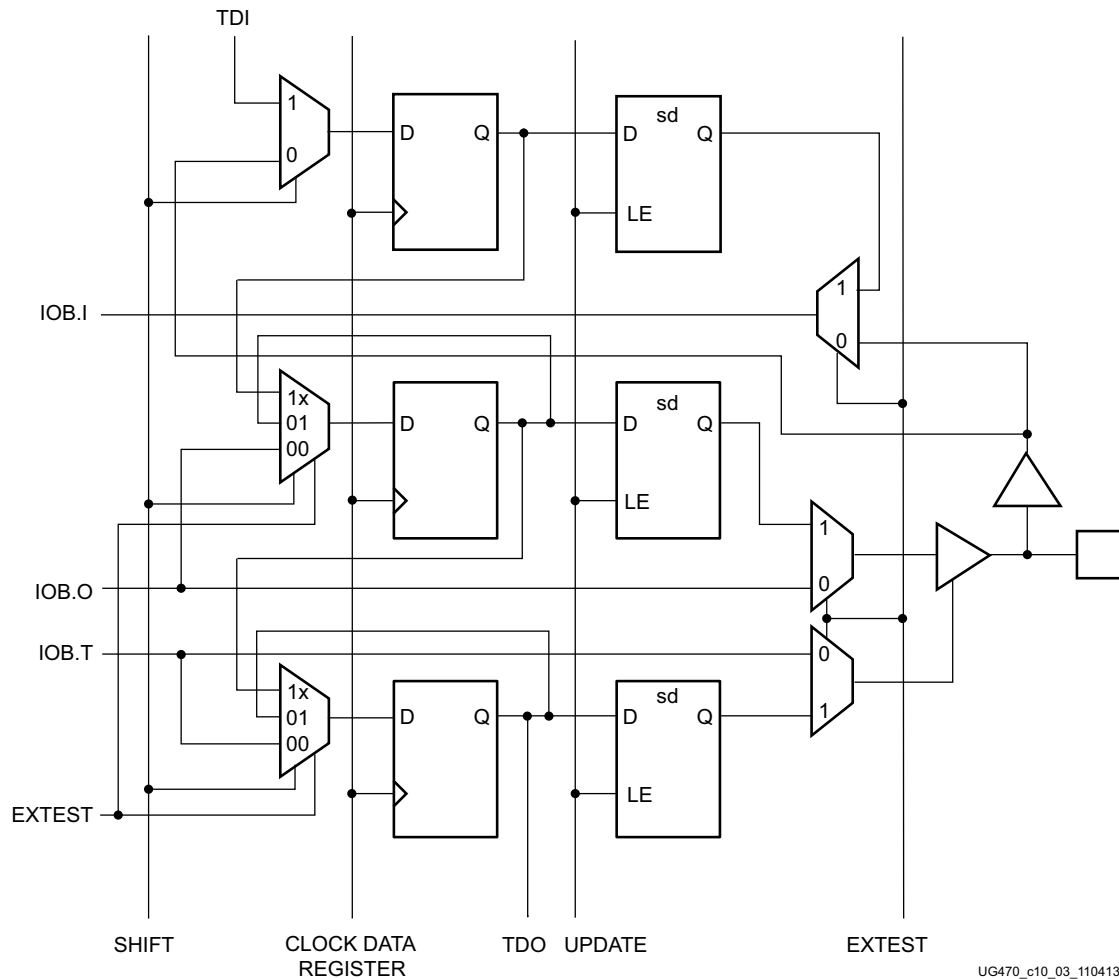 TDI
1
0
D
Q
sd
D
Q
LE
IOB.I
1
0
1x
01
00
D
Q
sd
D
Q
LE
1
0
IOB.O
IOB.T
0
1
1x
01
00
D
Q
sd
D
Q
LE
EXTEST
SHIFT
CLOCK DATA
REGISTER
TDO
UPDATE
EXTEST
UG470_c10_03_110413